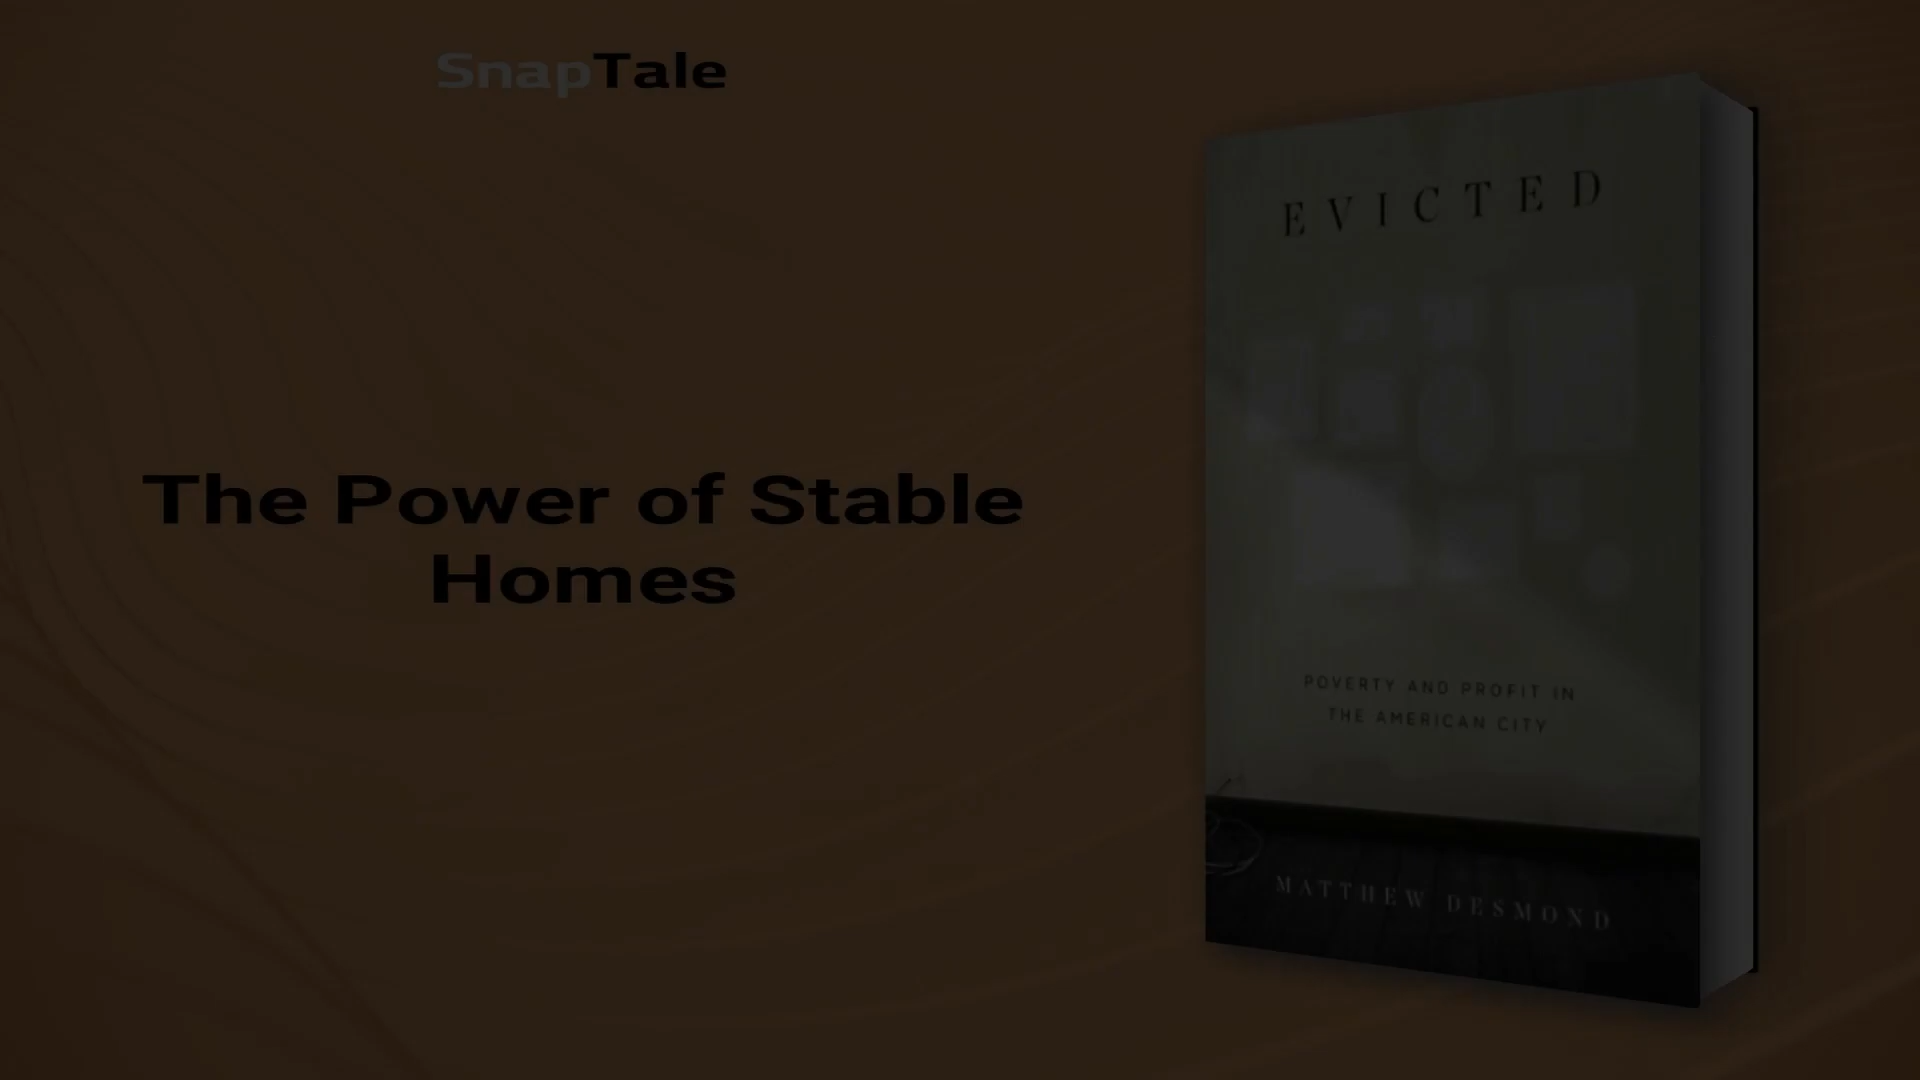 SnapTale
The Power of Stable
Homes
EVICTED
POVERTY AND PROFIT IN
THE AMERICAN CITY
MATTHEW DESMOND